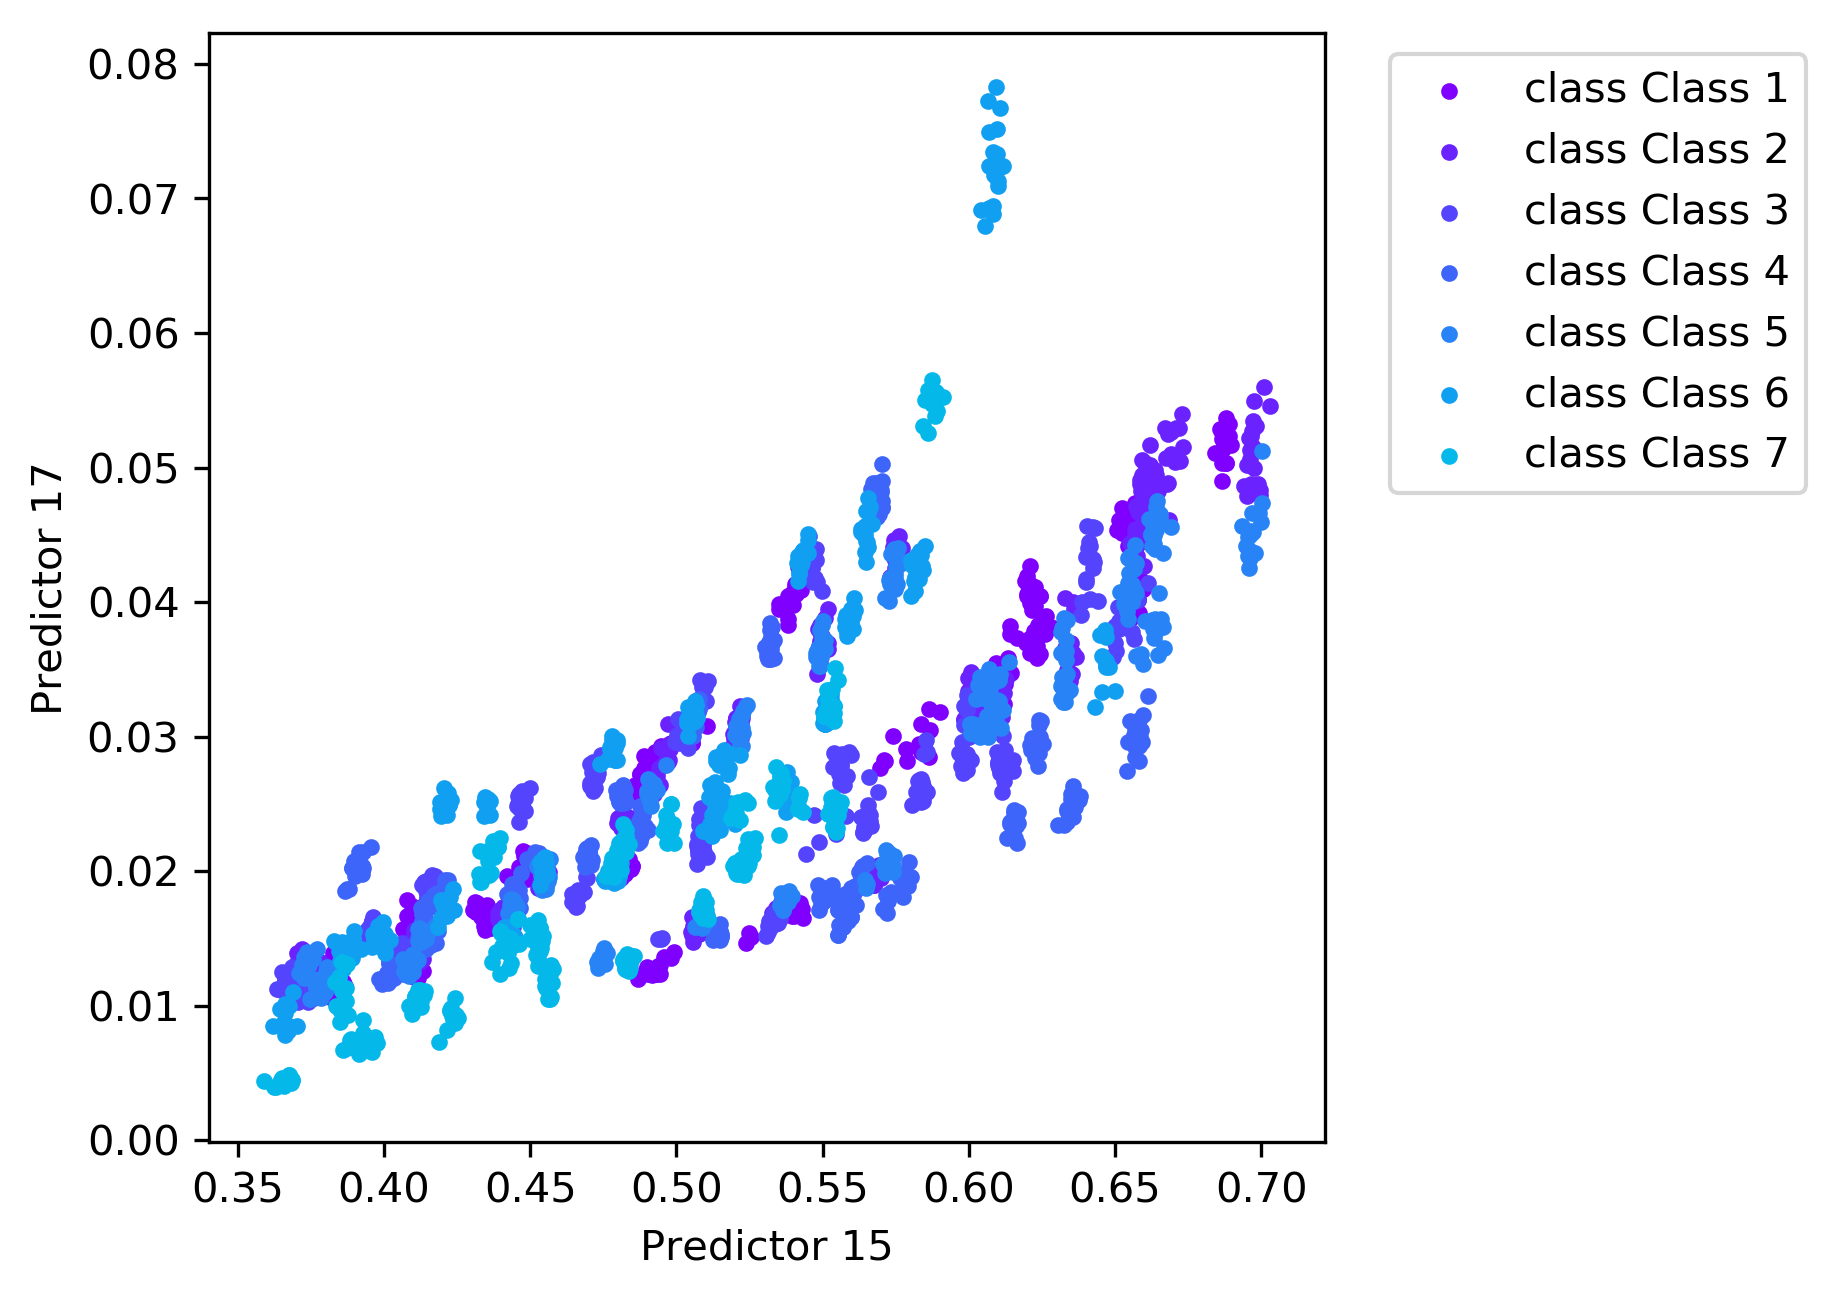 0.08
0.07
0.06
0.05
0.04
0.03
0.02
0.01
0.00
Predictor 17
0.35 0.40 0.45 0.50 0.55 0.60 0.65 0.70
Predictor 15
class Class 1
class Class 2
class Class 3
class Class 4
class Class 5
class Class 6
class Class 7